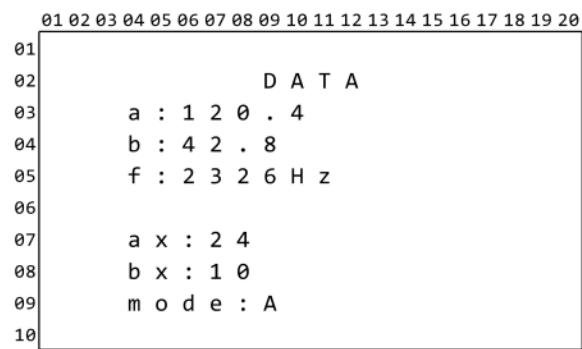 01 02 03 04 05 06 07 08 09 10 11 12 13 14 15 16 17 18 19 20
01
02 DATA
03 a:120.4
04 b:42.8
05 f:2326Hz
06
07 ax:24
08 bx:10
09 mode:A
10